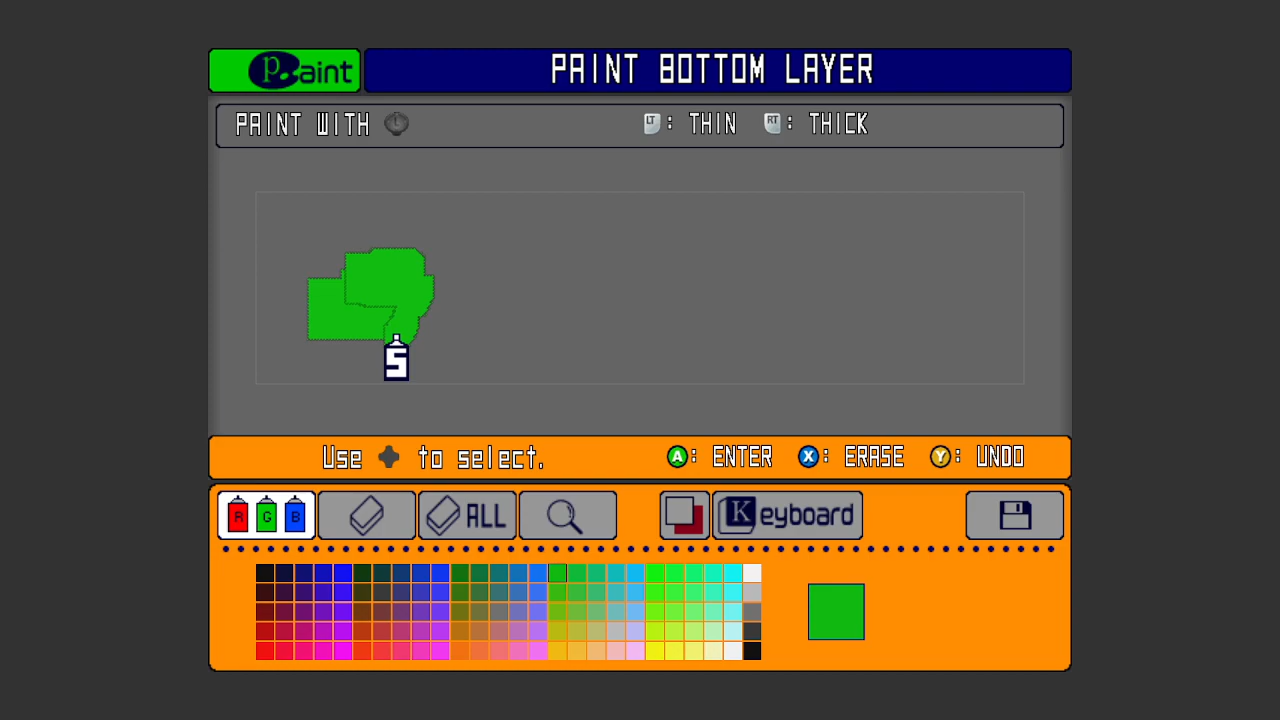 paint PAINT BOTTOM LAYER
PAINT WITH L LT : THIN RT : THICK
S
Use to select. A : ENTER X : ERASE Y : UNDO
R G B ALL Keyboard